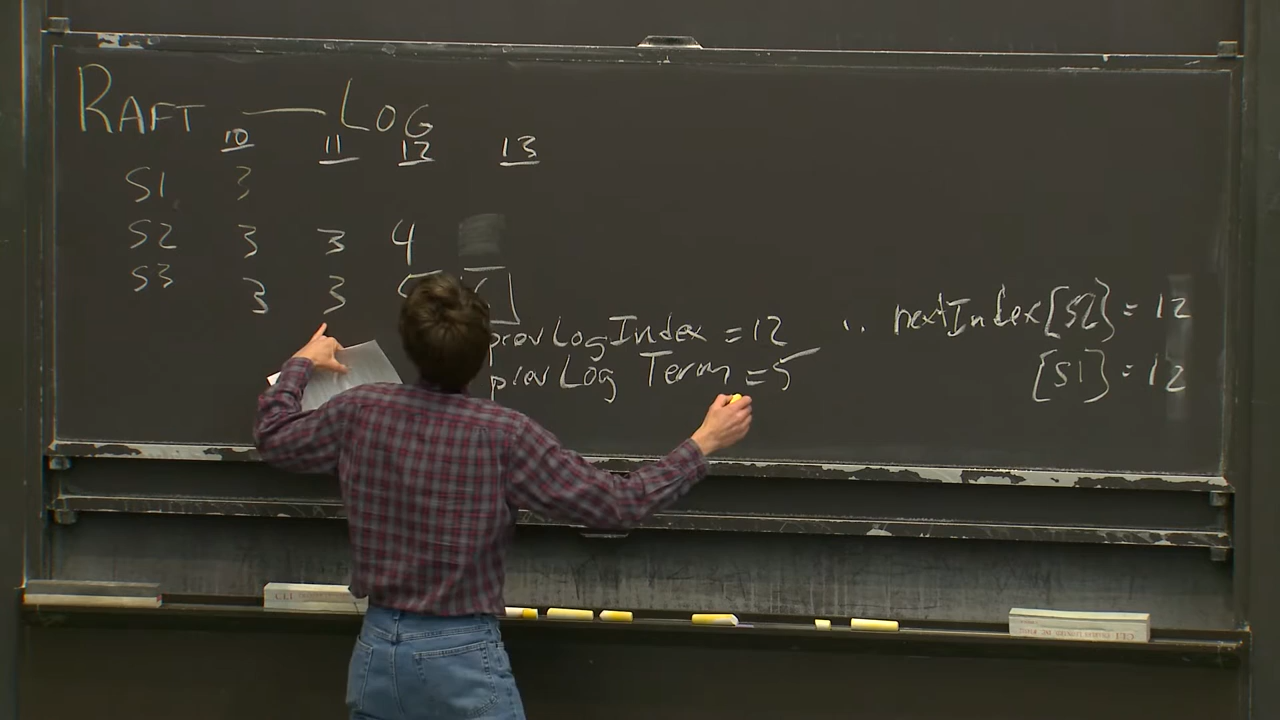 RAFT — LOG
10 11 12 13
S1 3
S2 3 3 4
S3 3 3 5
prevLogIndex = 12
prevLogTerm = 5
nextIndex[S2] = 12
[S1] = 12